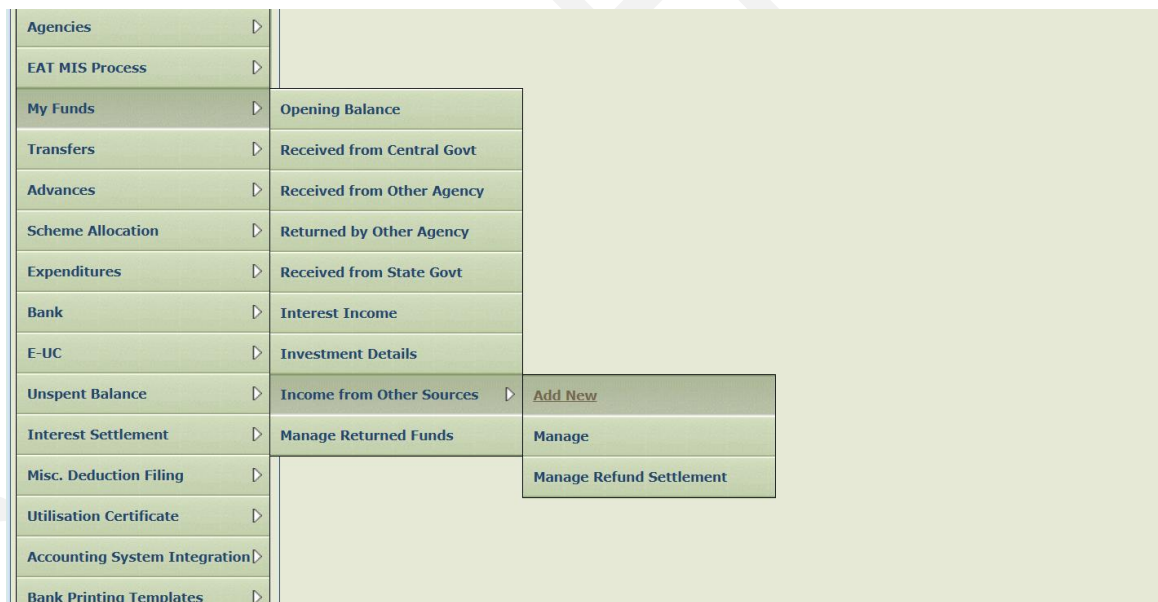 Agencies
EAT MIS Process
My Funds
Transfers
Advances
Scheme Allocation
Expenditures
Bank
E-UC
Unspent Balance
Interest Settlement
Misc. Deduction Filing
Utilisation Certificate
Accounting System Integration
Bank Printing Templates
Opening Balance
Received from Central Govt
Received from Other Agency
Returned by Other Agency
Received from State Govt
Interest Income
Investment Details
Income from Other Sources
Manage Returned Funds
Add New
Manage
Manage Refund Settlement